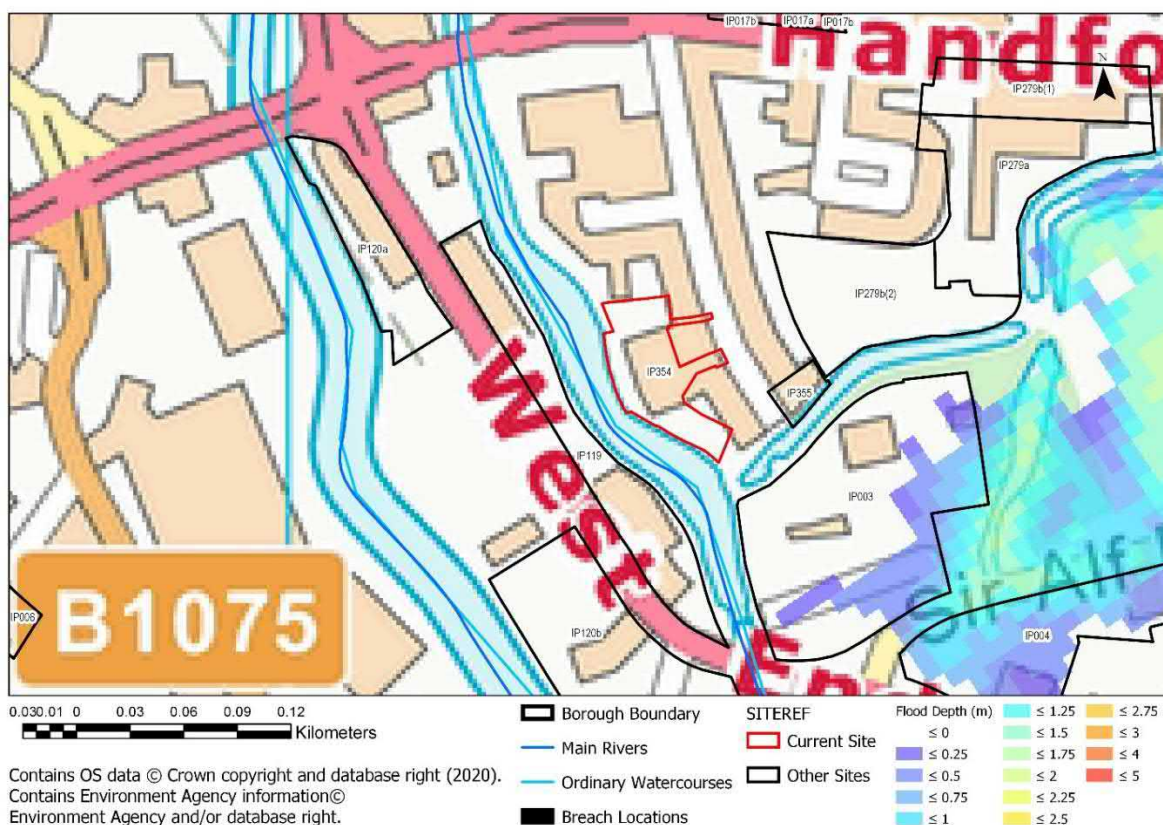 IP017b
IP017a
IP017b
Handfo
N
IP279b(1)
IP279a
IP120a
IP279b(2)
IP354
IP355
West
IP119
IP003
Sir Alf
IP006
B1075
IP120b
IP004
0.030.01 0 0.03 0.06 0.09 0.12
Kilometers
Contains OS data © Crown copyright and database right (2020).
Contains Environment Agency information©
Environment Agency and/or database right.
Borough Boundary
Main Rivers
Ordinary Watercourses
Breach Locations
SITEREF
Current Site
Other Sites
Flood Depth (m)
≤ 0
≤ 0.25
≤ 0.5
≤ 0.75
≤ 1
≤ 1.25
≤ 1.5
≤ 1.75
≤ 2
≤ 2.25
≤ 2.5
≤ 2.75
≤ 3
≤ 4
≤ 5